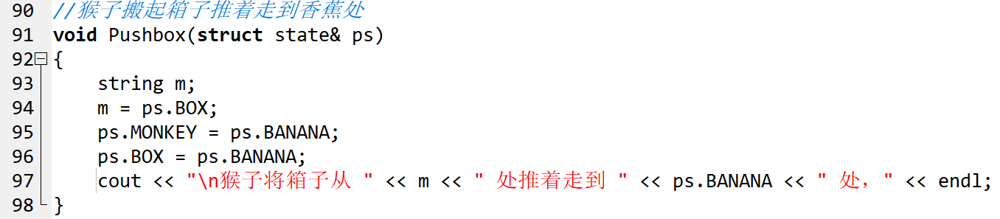 90 //猴子搬起箱子推着走到香蕉处
91 void Pushbox(struct state& ps)
92 {
93 string m;
94 m = ps.BOX;
95 ps.MONKEY = ps.BANANA;
96 ps.BOX = ps.BANANA;
97 cout << "\n猴子将箱子从 " << m << " 处推着走到 " << ps.BANANA << " 处，" << endl;
98 }